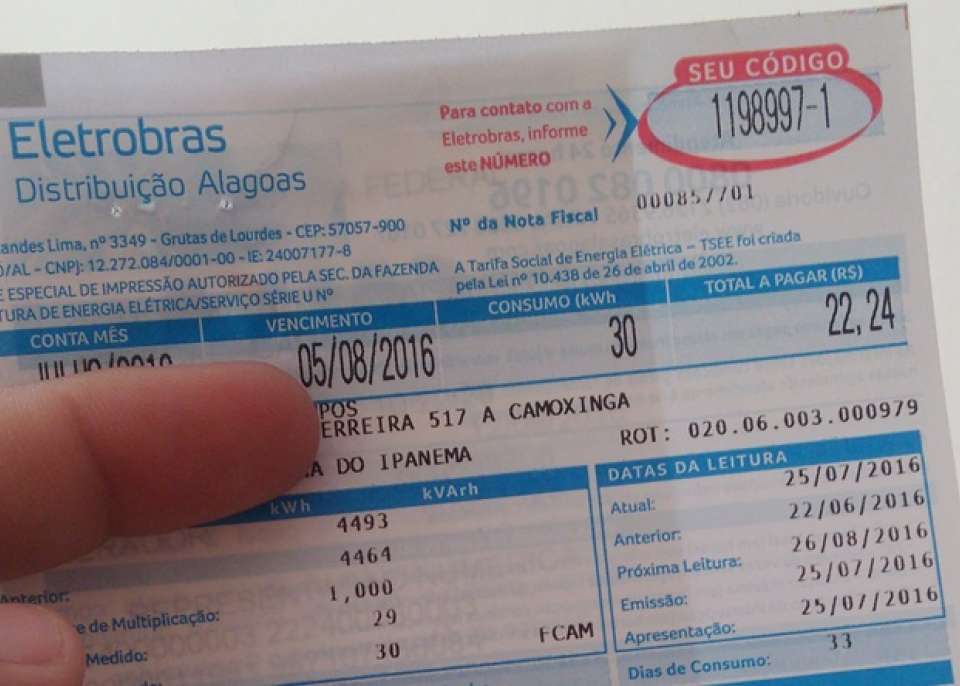 SEU CÓDIGO
1198997-1
Para contato com a
Eletrobras, informe
este NÚMERO
Eletrobras
Distribuição Alagoas
Nº da Nota Fiscal 000857701
andes Lima, nº 3349 - Grutas de Lourdes - CEP: 57057-900
/AL - CNPJ: 12.272.084/0001-00 - IE: 24007177-8
E ESPECIAL DE IMPRESSÃO AUTORIZADO PELA SEC. DA FAZENDA
TURA DE ENERGIA ELÉTRICA/SERVIÇO SÉRIE U Nº
A Tarifa Social de Energia Elétrica – TSEE foi criada
pela Lei nº 10.438 de 26 de abril de 2002.
CONTA MÊS VENCIMENTO CONSUMO (kWh TOTAL A PAGAR (R$)
05/08/2016 30 22,24
POS
ERREIRA 517 A CAMOXINGA
A DO IPANEMA
ROT: 020.06.003.000979
kWh kVArh
4493
4464
Anterior: 1,000
e de Multiplicação: 29
Medido: 30 FCAM
DATAS DA LEITURA
Atual: 25/07/2016
Anterior: 22/06/2016
Próxima Leitura: 26/08/2016
Emissão: 25/07/2016
Apresentação: 25/07/2016
Dias de Consumo: 33